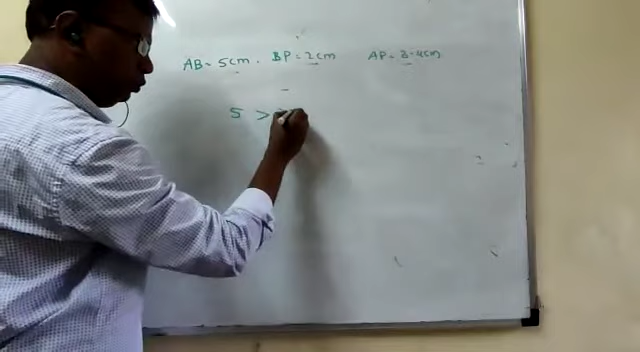 AB = 5cm. BP = 2cm AP = 3.4cm
5 >